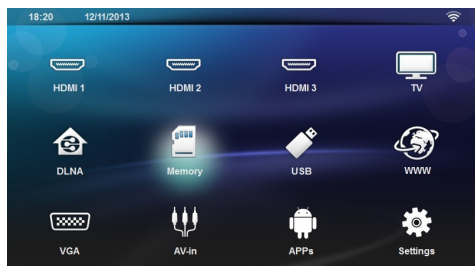 18:20 12/11/2013
HDMI 1 HDMI 2 HDMI 3 TV
DLNA Memory USB WWW
VGA AV-in APPs Settings